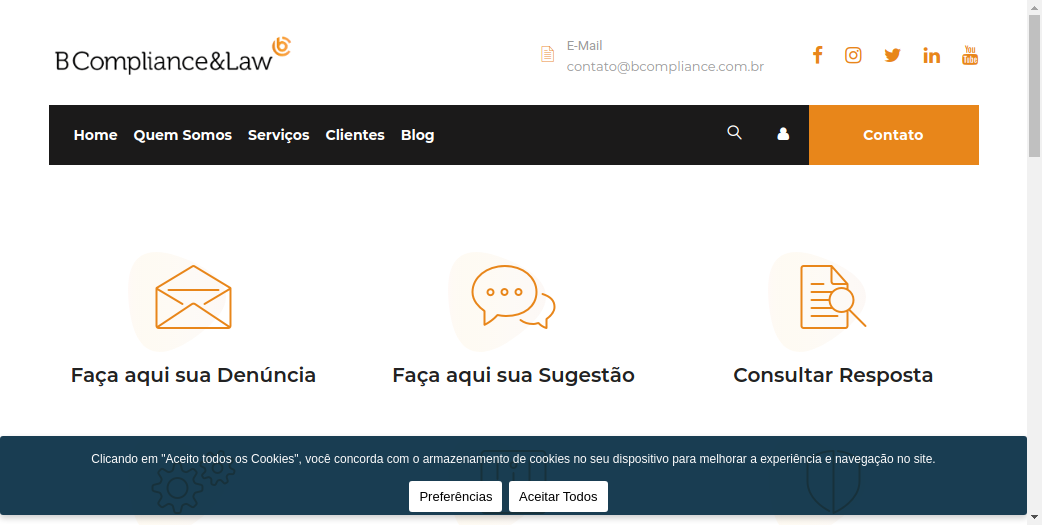 B Compliance&Law
E-Mail
contato@bcompliance.com.br
You
Tube
Home Quem Somos Serviços Clientes Blog
Contato
Faça aqui sua Denúncia
Faça aqui sua Sugestão
Consultar Resposta
Clicando em "Aceito todos os Cookies", você concorda com o armazenamento de cookies no seu dispositivo para melhorar a experiência e navegação no site.
Preferências
Aceitar Todos